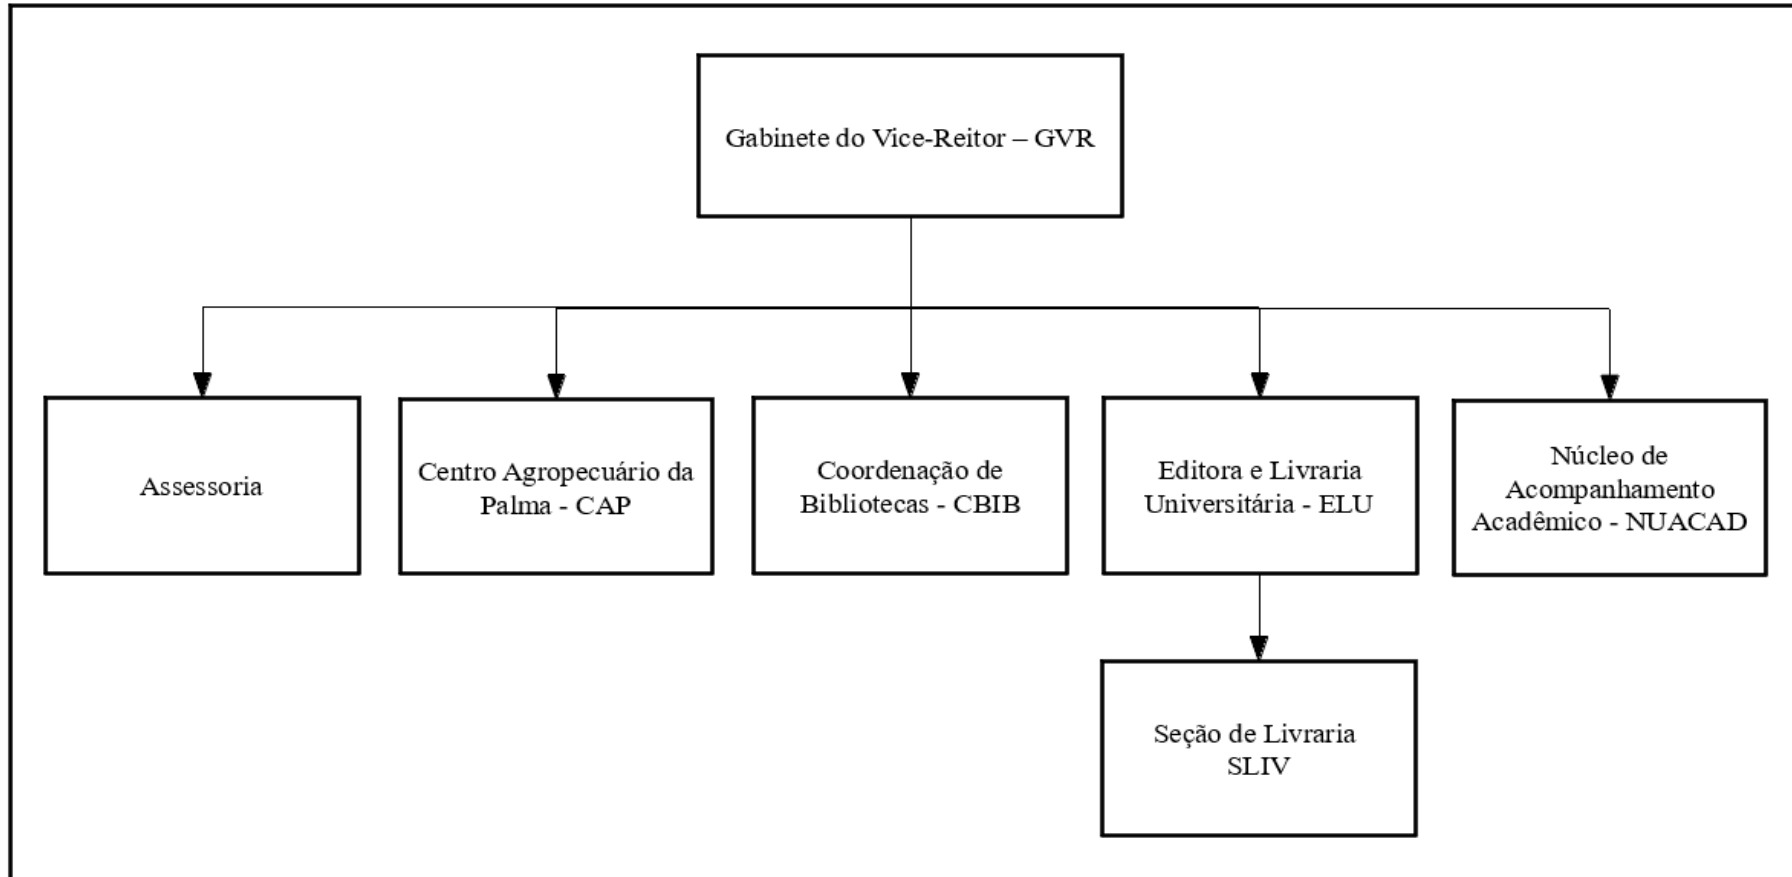 Gabinete do Vice-Reitor – GVR
Assessoria
Centro Agropecuário da
Palma - CAP
Coordenação de
Bibliotecas - CBIB
Editora e Livraria
Universitária - ELU
Núcleo de
Acompanhamento
Acadêmico - NUACAD
Seção de Livraria
SLIV